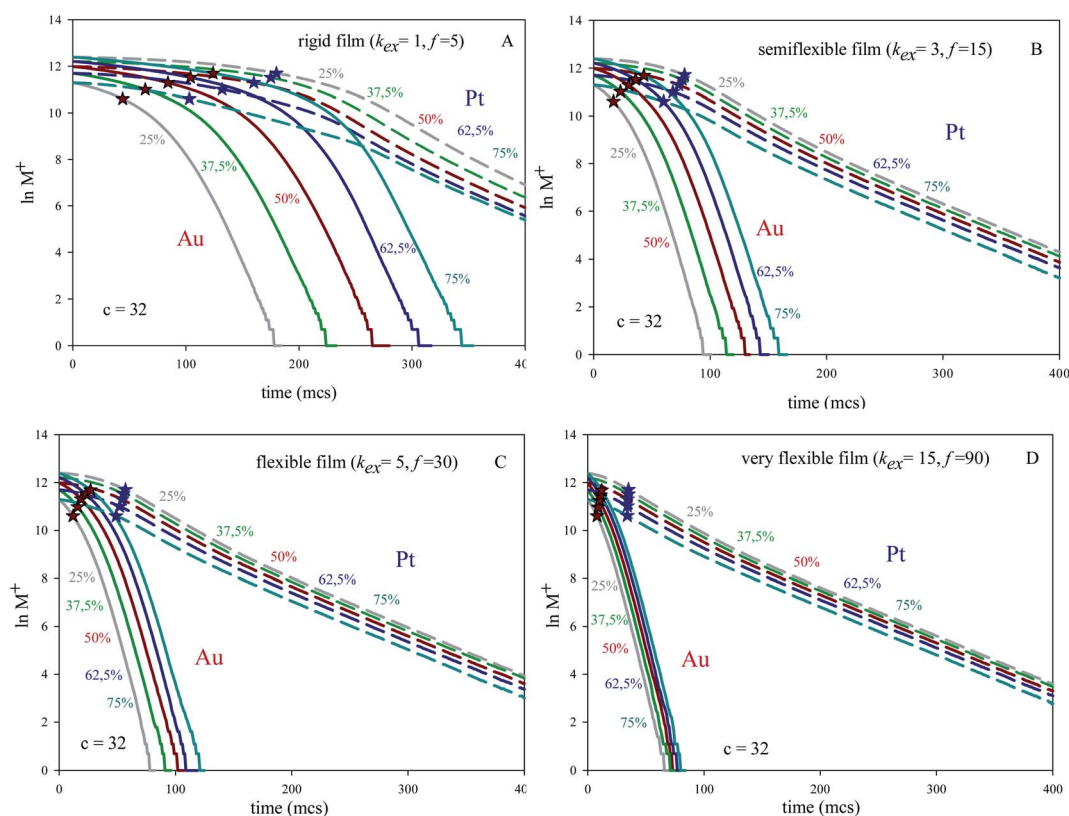 rigid film (kex= 1, f=5) A
14
12
10
8
6
4
2
0
ln M+
25%
37,5%
50%
62,5%
75%
Pt
25%
37,5%
50%
62,5%
75%
Au
c = 32
0 100 200 300 40
time (mcs)
semiflexible film (kex= 3, f=15) B
14
12
10
8
6
4
2
0
ln M+
25%
37,5%
50%
62,5%
75%
Pt
25%
37,5%
50%
62,5%
75%
Au
c = 32
0 100 200 300 400
time (mcs)
flexible film (kex= 5, f=30) C
14
12
10
8
6
4
2
0
ln M+
25%
37,5%
50%
62,5%
75%
Pt
25%
37,5%
50%
62,5%
75%
Au
c = 32
0 100 200 300 40
time (mcs)
very flexible film (kex= 15, f=90) D
14
12
10
8
6
4
2
0
ln M+
25%
37,5%
50%
62,5%
75%
Pt
25%
37,5%
50%
62,5%
75%
Au
c = 32
0 100 200 300 400
time (mcs)